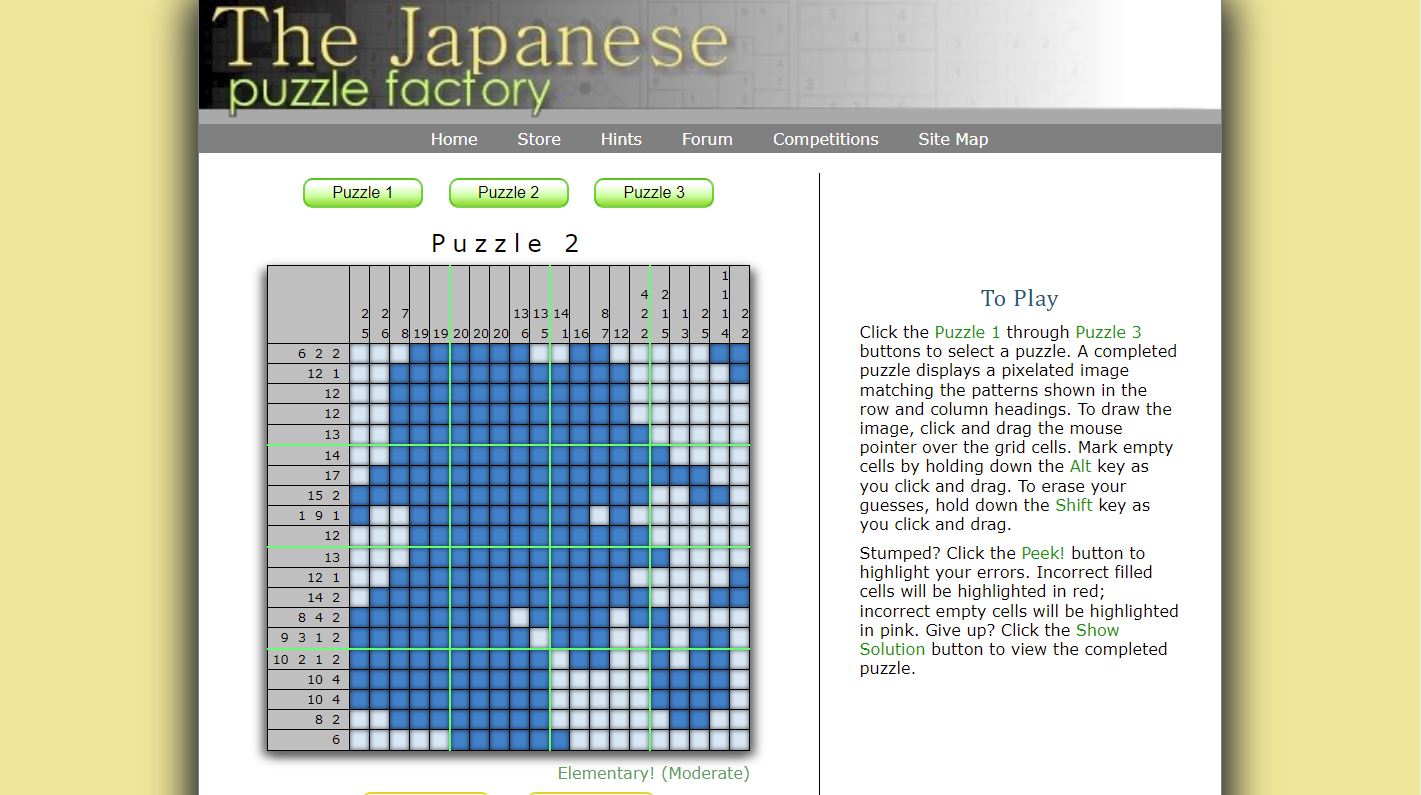 The Japanese
puzzle factory
Home Store Hints Forum Competitions Site Map
Puzzle 1 Puzzle 2 Puzzle 3
Puzzle 2
1
4 2 1
2 2 7 13 13 14 8 2 1 1 2 1 2
5 6 8 19 19 20 20 20 6 5 1 16 7 12 2 5 3 5 4 2
6 2 2
12 1
12
12
13
14
17
15 2
1 9 1
12
13
12 1
14 2
8 4 2
9 3 1 2
10 2 1 2
10 4
10 4
8 2
6
Elementary! (Moderate)
To Play
Click the Puzzle 1 through Puzzle 3
buttons to select a puzzle. A completed
puzzle displays a pixelated image
matching the patterns shown in the
row and column headings. To draw the
image, click and drag the mouse
pointer over the grid cells. Mark empty
cells by holding down the Alt key as
you click and drag. To erase your
guesses, hold down the Shift key as
you click and drag.
Stumped? Click the Peek! button to
highlight your errors. Incorrect filled
cells will be highlighted in red;
incorrect empty cells will be highlighted
in pink. Give up? Click the Show
Solution button to view the completed
puzzle.